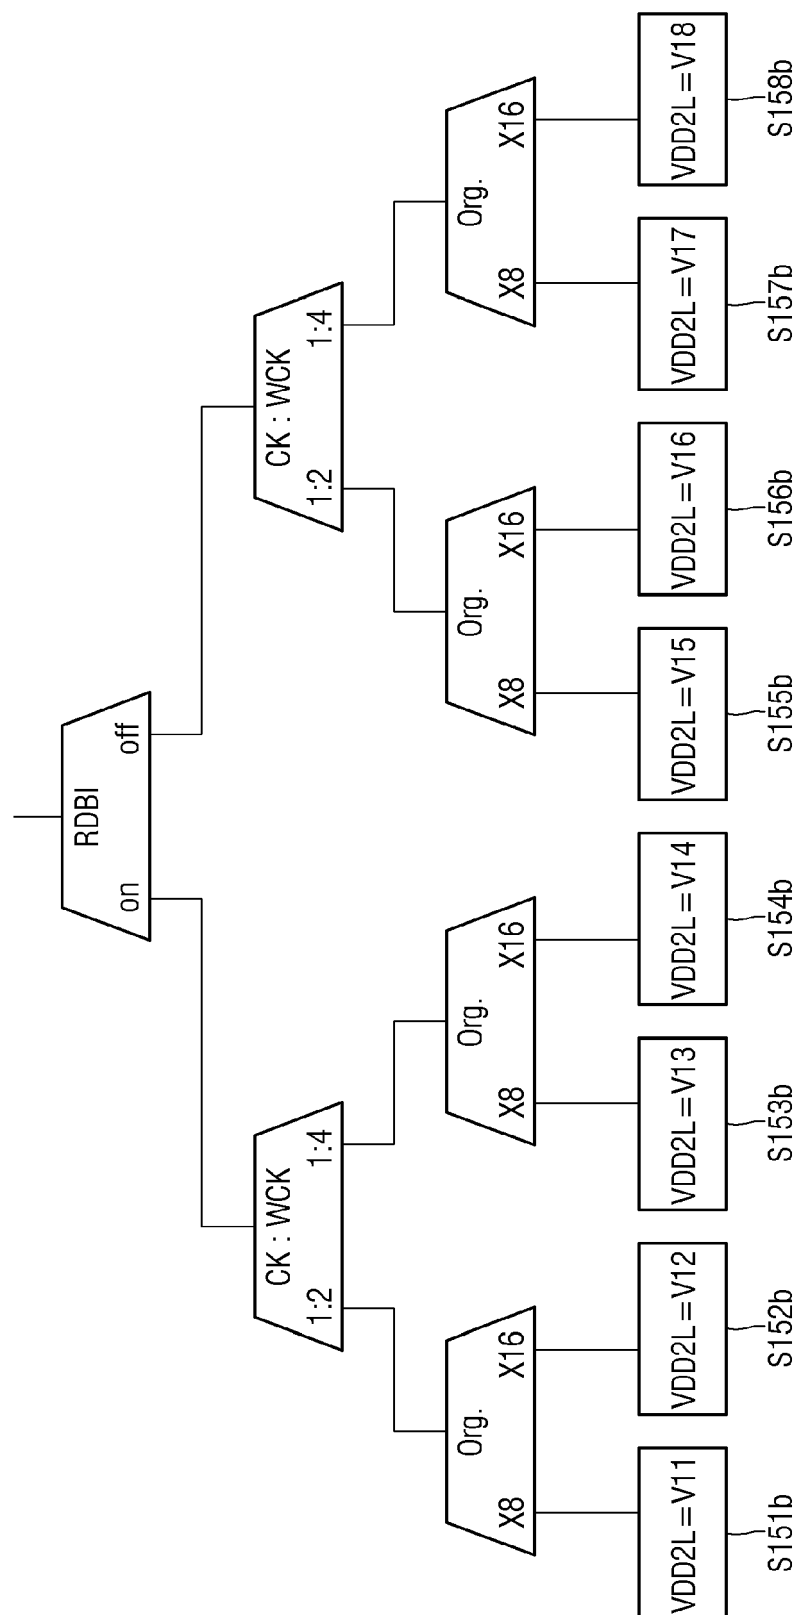 RDBI
on
off
CK : WCK
1:2
1:4
CK : WCK
1:2
1:4
Org.
X8
X16
Org.
X8
X16
Org.
X8
X16
Org.
X8
X16
VDD2L=V11
VDD2L=V12
VDD2L=V13
VDD2L=V14
VDD2L=V15
VDD2L=V16
VDD2L=V17
VDD2L=V18
S151b
S152b
S153b
S154b
S155b
S156b
S157b
S158b